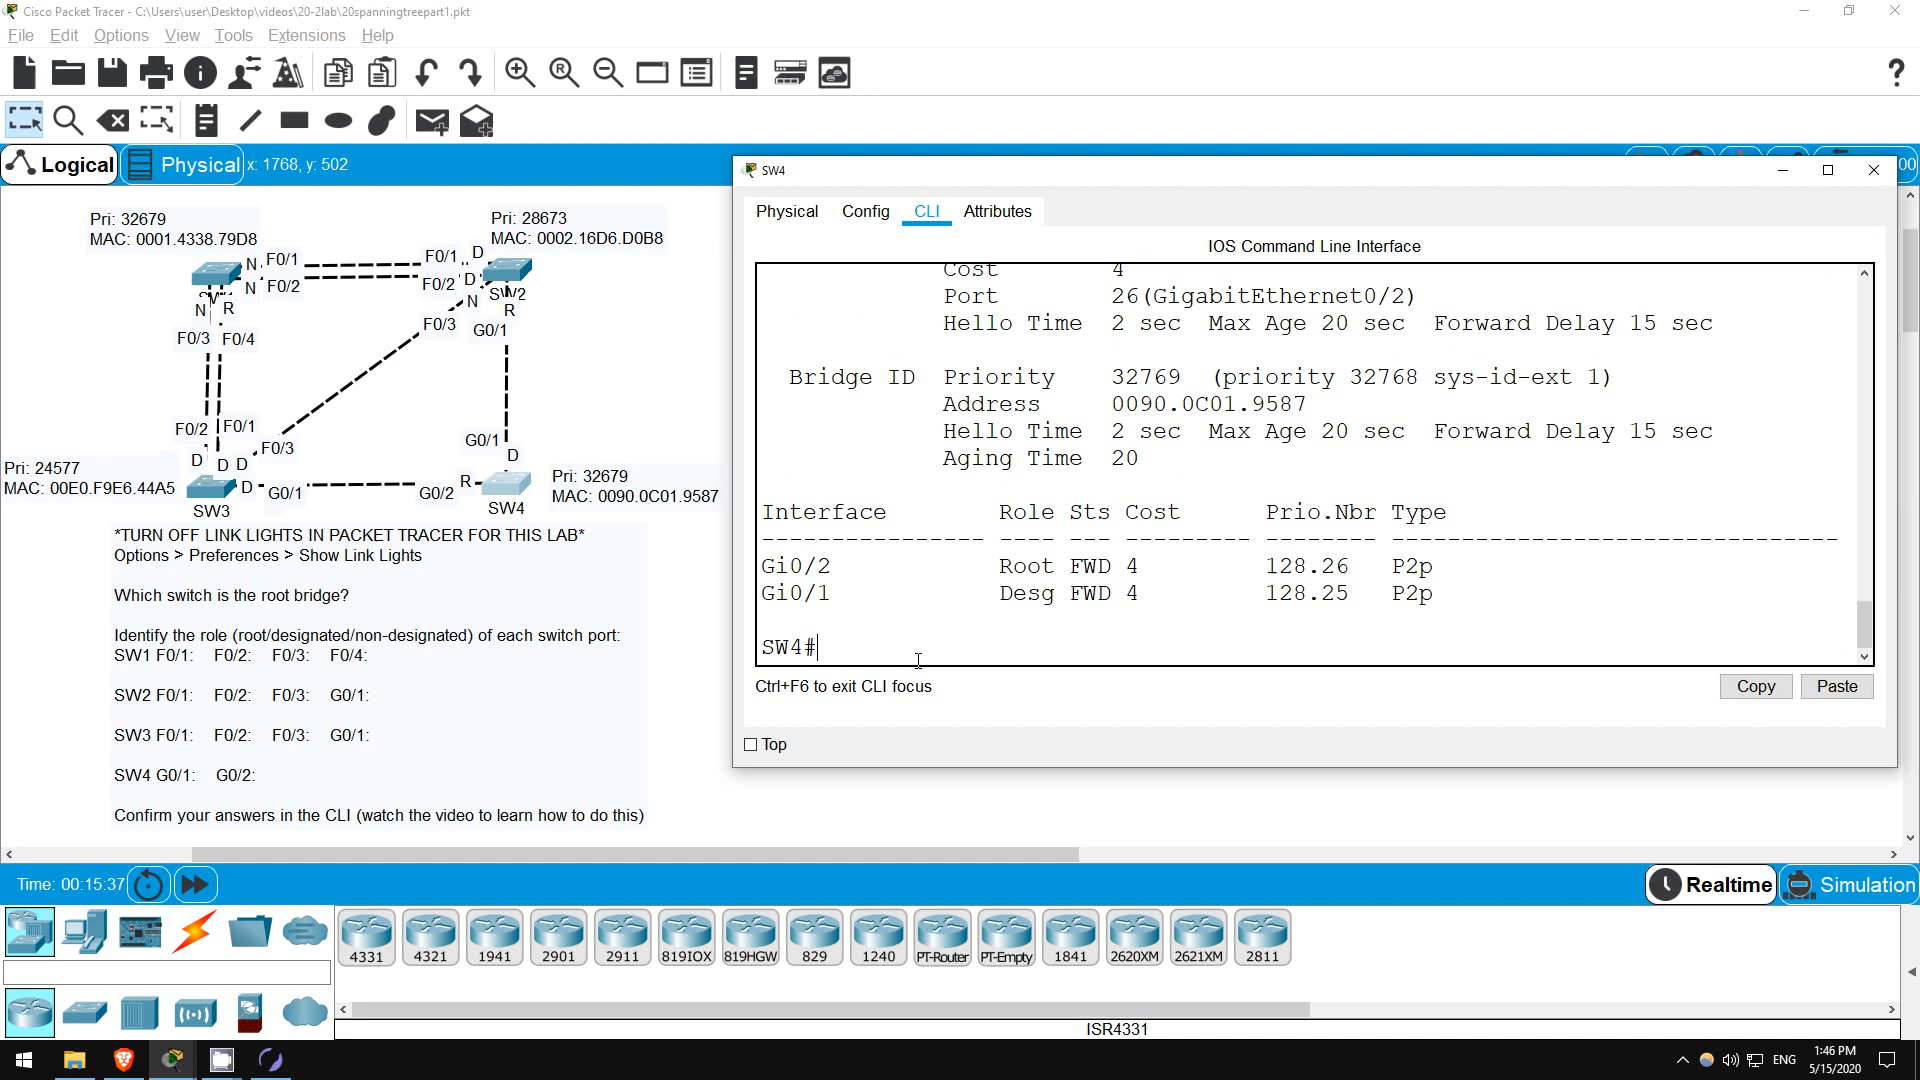 Cisco Packet Tracer - C:\Users\user\Desktop\videos\20-2lab\20spanningtreepart1.pkt
File Edit Options View Tools Extensions Help
Logical Physical x: 1768, y: 502
00
Pri: 32679
MAC: 0001.4338.79D8
Pri: 28673
MAC: 0002.16D6.D0B8
N F0/1 F0/1 D
N F0/2 F0/2 D
SW2
N R
N R
F0/3 F0/4
F0/3 G0/1
F0/2 F0/1
F0/3
G0/1
D
D D D
Pri: 24577
MAC: 00E0.F9E6.44A5
D G0/1 G0/2 R
Pri: 32679
MAC: 0090.0C01.9587
SW3 SW4
*TURN OFF LINK LIGHTS IN PACKET TRACER FOR THIS LAB*
Options > Preferences > Show Link Lights
Which switch is the root bridge?
Identify the role (root/designated/non-designated) of each switch port:
SW1 F0/1: F0/2: F0/3: F0/4:
SW2 F0/1: F0/2: F0/3: G0/1:
SW3 F0/1: F0/2: F0/3: G0/1:
SW4 G0/1: G0/2:
Confirm your answers in the CLI (watch the video to learn how to do this)
SW4
Physical Config CLI Attributes
IOS Command Line Interface
Cost 4
Port 26(GigabitEthernet0/2)
Hello Time 2 sec Max Age 20 sec Forward Delay 15 sec
Bridge ID Priority 32769 (priority 32768 sys-id-ext 1)
Address 0090.0C01.9587
Hello Time 2 sec Max Age 20 sec Forward Delay 15 sec
Aging Time 20
Interface Role Sts Cost Prio.Nbr Type
---------------- ---- --- --------- -------- --------------------------------
Gi0/2 Root FWD 4 128.26 P2p
Gi0/1 Desg FWD 4 128.25 P2p
SW4#
Ctrl+F6 to exit CLI focus
Copy Paste
Top
Time: 00:15:37
Realtime Simulation
4331 4321 1941 2901 2911 819IOX 819HGW 829 1240 PT-Router PT-Empty 1841 2620XM 2621XM 2811
ISR4331
ENG
1:46 PM
5/15/2020